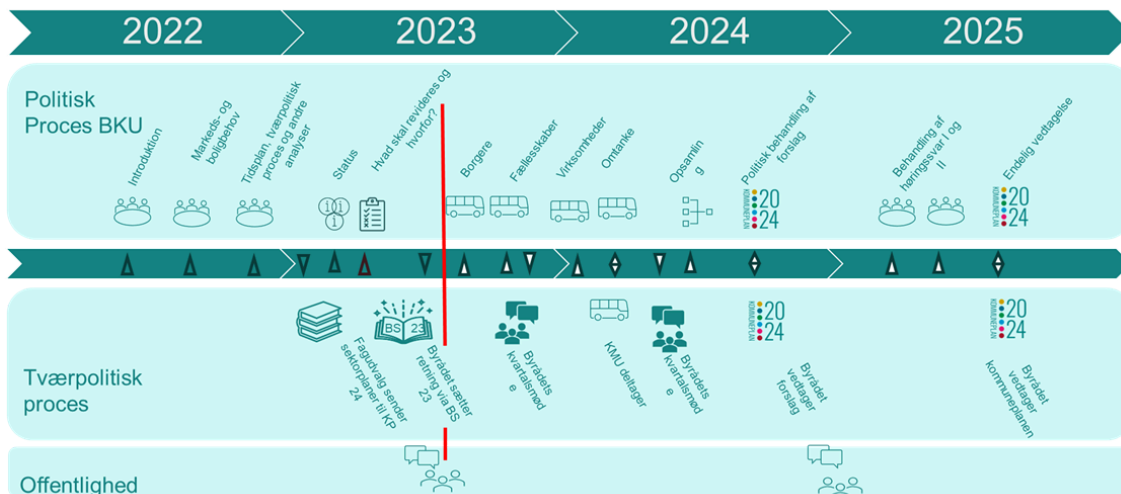 2022
2023
2024
2025
Politisk
Proces BKU
Introduktion
Markeds- og
boligbehov
Tidsplan, tværpolitisk
proces og andre
analyser
Status
Hvad skal revideres og
hvorfor?
Borgere
Fællesskaber
Virksomheder
Omtanke
Opsamlin
g
Politisk behandling af
forslag
KOMMUNEPLAN
20
24
Behandling af
høringssvar I og
II
Endelig vedtagelse
KOMMUNEPLAN
20
24
Tværpolitisk
proces
Fagudvalg sender
sektorplaner til KP
24
BS 23
Byrådet sætter
retning via BS
23
Byrådets
kvartalsmød
e
KMU deltager
Byrådets
kvartalsmød
e
KOMMUNEPLAN
20
24
Byrådet
vedtager
forslag
KOMMUNEPLAN
20
24
Byrådet
vedtager
kommuneplanen
Offentlighed